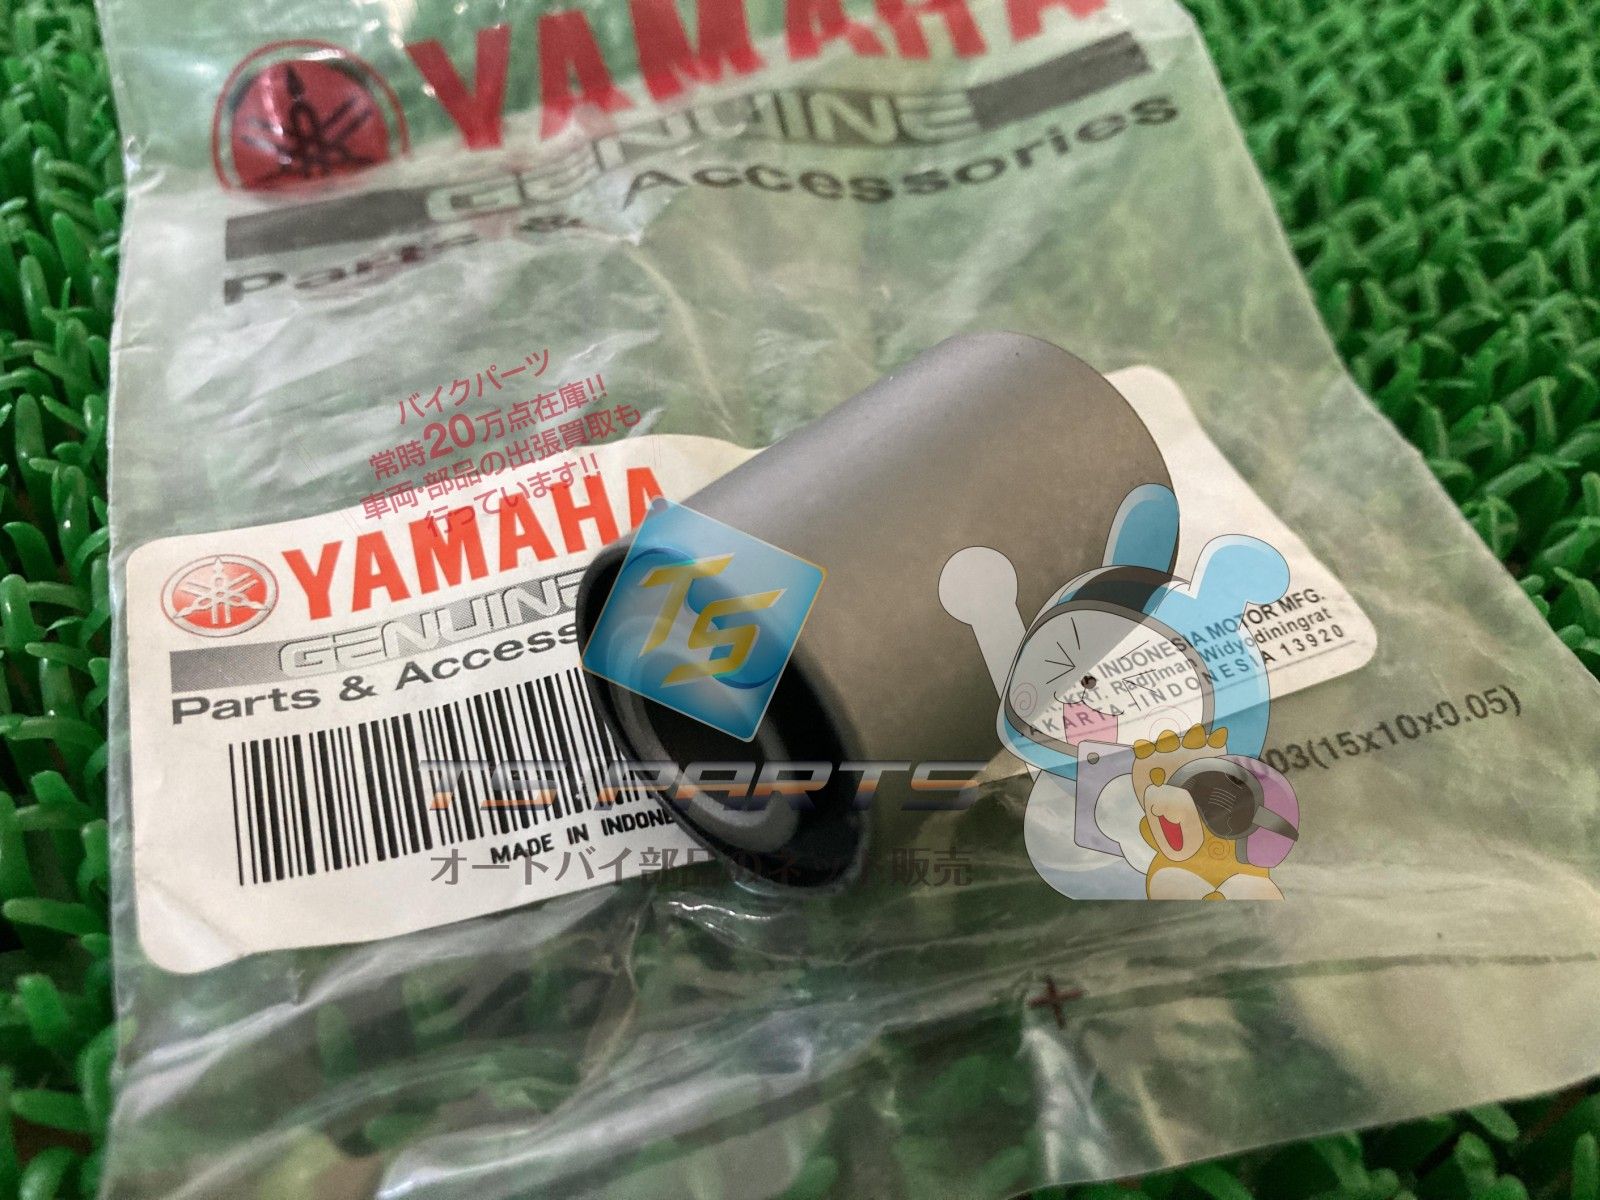 YAMAHA
GENUINE
Parts & Accessories
バイクパーツ
常時20万点在庫!!
車両・部品の出張買取も
行っています!!
YAMAHA
GENUINE
Parts & Access
MADE IN INDONE
TS
TS PARTS
オートバイ部品のネット販売
INDONESIA MOTOR MFG.
KRT. Radjiman Widyodiningrat
AKARTA-INDONESIA 13920
003(15x10x0.05)